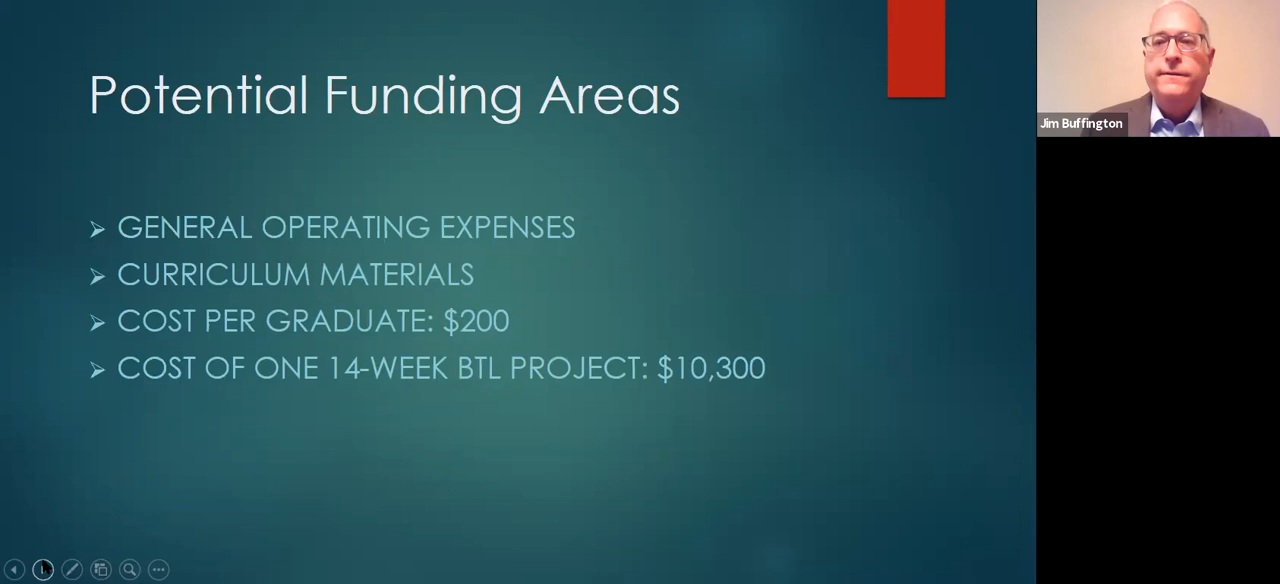 Potential Funding Areas
GENERAL OPERATING EXPENSES
CURRICULUM MATERIALS
COST PER GRADUATE: $200
COST OF ONE 14-WEEK BTL PROJECT: $10,300
Jim Buffington